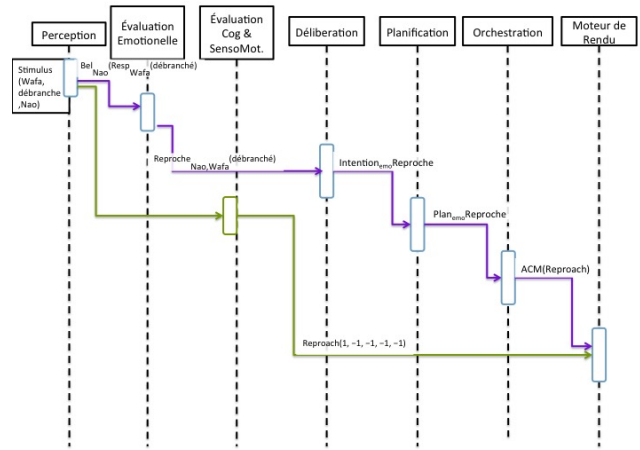 Perception
Évaluation
Emotionelle
Évaluation
Cog &
SensoMot.
Déliberation
Planification
Orchestration
Moteur de
Rendu
Stimulus
(Wafa,
débranche
,Nao)
Bel Nao (Resp Wafa (débranché)
Reproche Nao,Wafa (débranché)
Intention emo Reproche
Plan emo Reproche
ACM(Reproach)
Reproach(1, −1, −1, −1, −1)